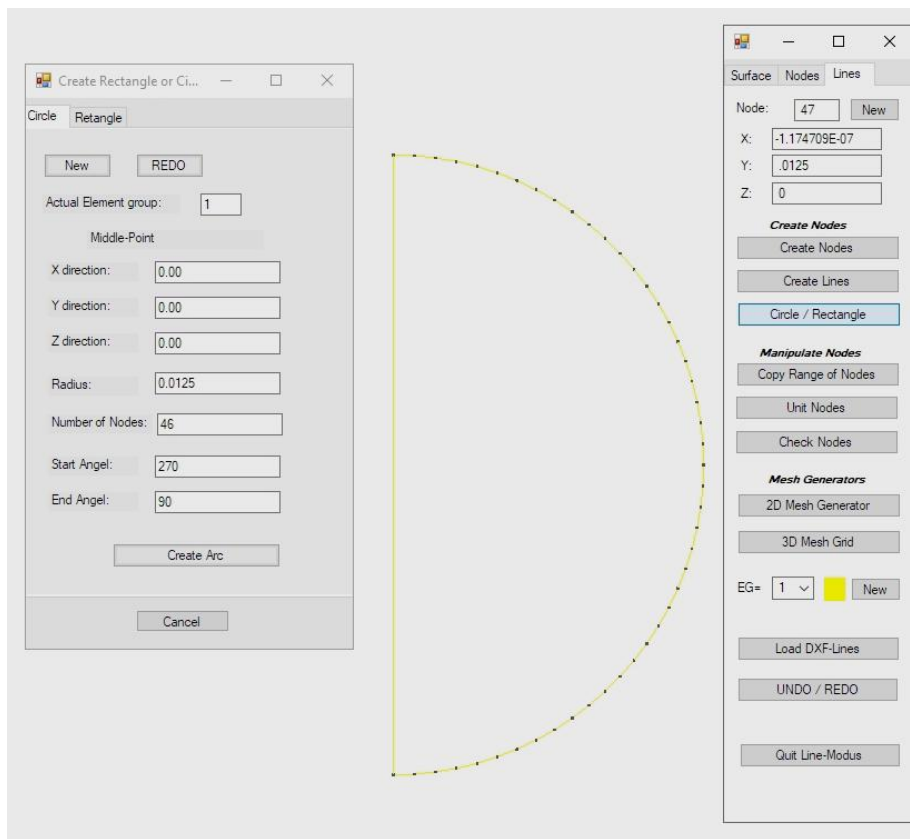 Create Rectangle or Ci...
Circle
Retangle
New
REDO
Actual Element group:
1
Middle-Point
X direction:
0.00
Y direction:
0.00
Z direction:
0.00
Radius:
0.0125
Number of Nodes:
46
Start Angel:
270
End Angel:
90
Create Arc
Cancel
Surface
Nodes
Lines
Node:
47
New
X:
-1.174709E-07
Y:
.0125
Z:
0
Create Nodes
Create Nodes
Create Lines
Circle / Rectangle
Manipulate Nodes
Copy Range of Nodes
Unit Nodes
Check Nodes
Mesh Generators
2D Mesh Generator
3D Mesh Grid
EG=
1
New
Load DXF-Lines
UNDO / REDO
Quit Line-Modus